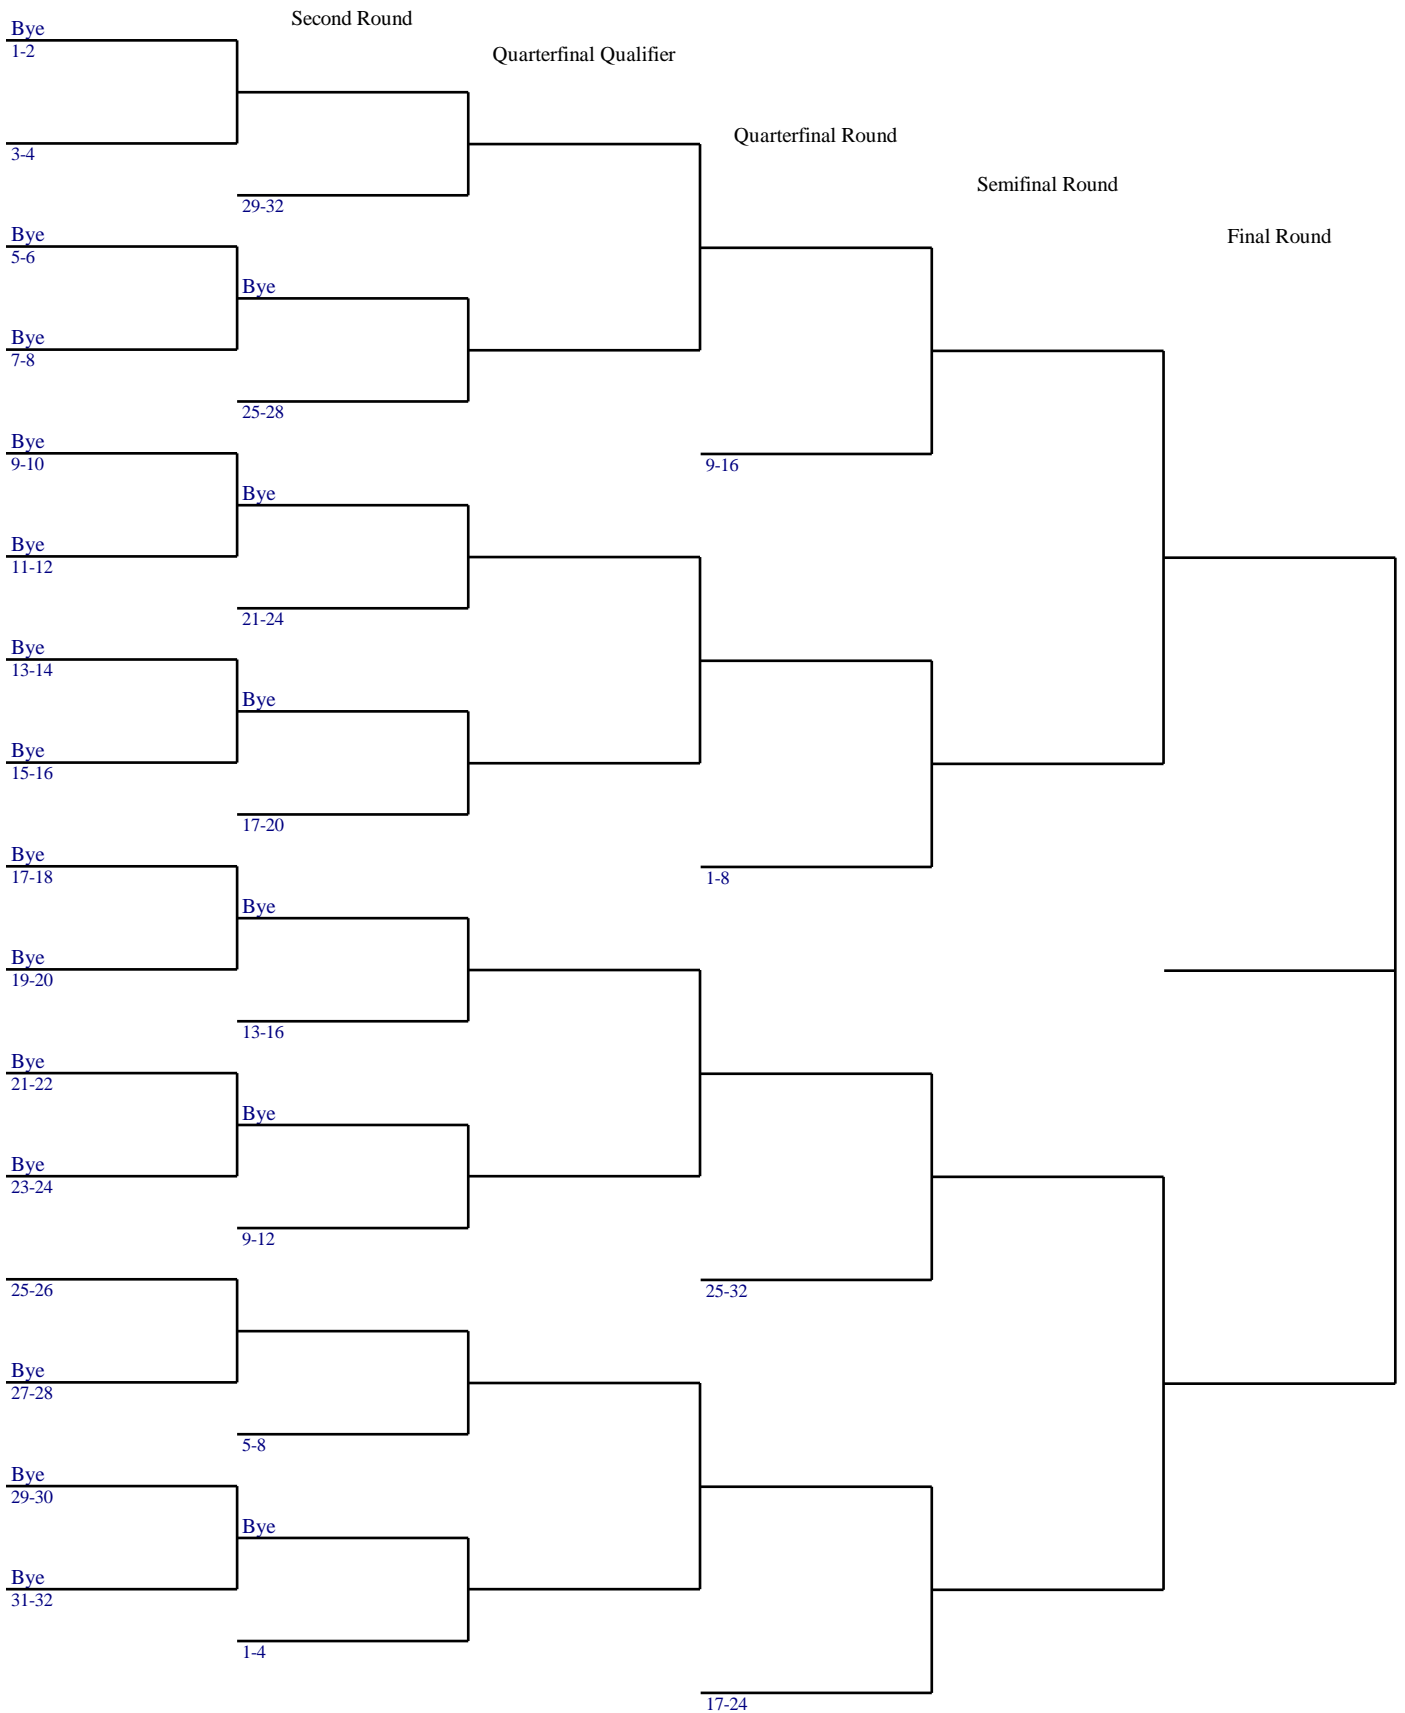 Second Round
Bye
1-2
Quarterfinal Qualifier
Quarterfinal Round
3-4
Semifinal Round
29-32
Bye
Final Round
5-6
Bye
Bye
7-8
25-28
Bye
9-10
9-16
Bye
Bye
11-12
21-24
Bye
13-14
Bye
Bye
15-16
17-20
Bye
17-18
1-8
Bye
Bye
19-20
13-16
Bye
21-22
Bye
Bye
23-24
9-12
25-26
25-32
Bye
27-28
5-8
Bye
29-30
Bye
Bye
31-32
1-4
17-24